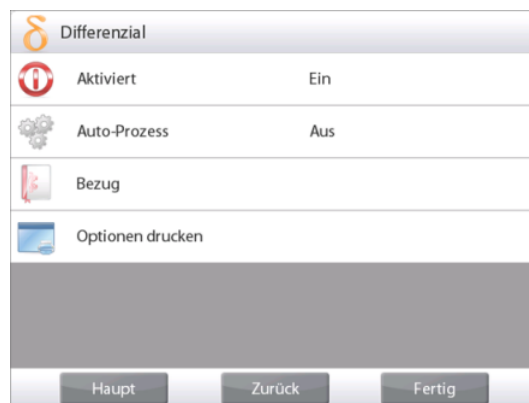 δ Differenzial
Aktiviert Ein
Auto-Prozess Aus
Bezug
Optionen drucken
Haupt Zurück Fertig